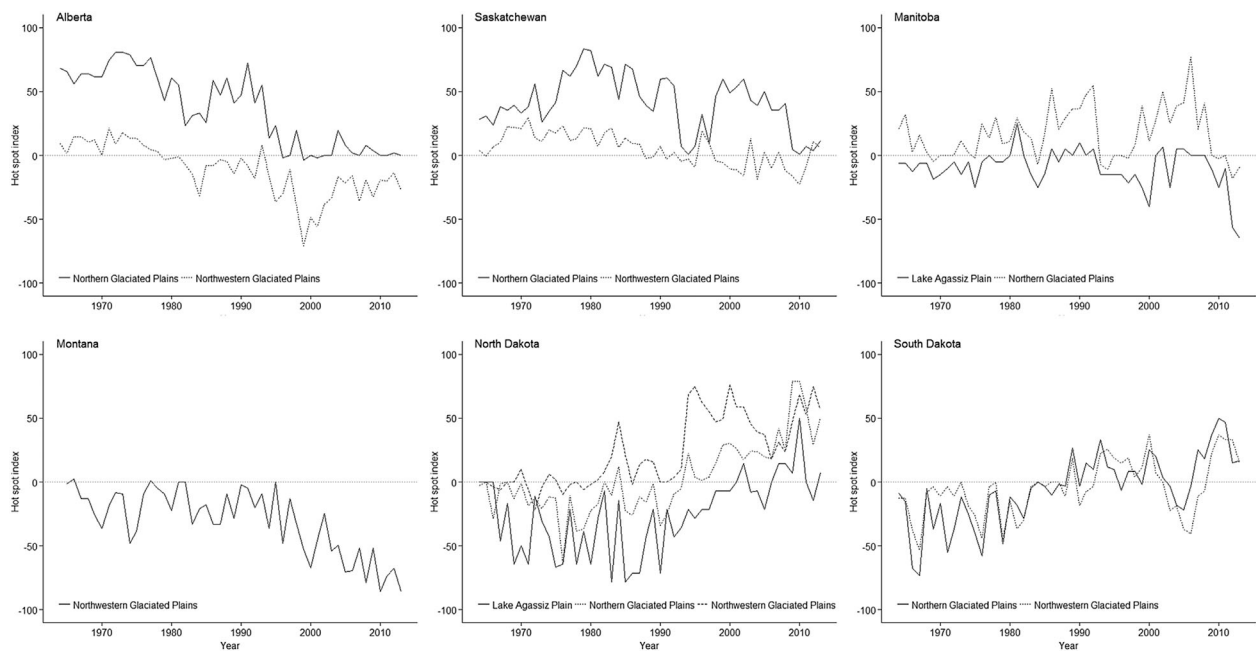 Alberta
100
50
0
-50
-100
Hot spot index
Northern Glaciated Plains Northwestern Glaciated Plains
1970 1980 1990 2000 2010
Saskatchewan
100
50
0
-50
-100
Hot spot index
Northern Glaciated Plains Northwestern Glaciated Plains
1970 1980 1990 2000 2010
Manitoba
100
50
0
-50
-100
Hot spot index
Lake Agassiz Plain Northern Glaciated Plains
1970 1980 1990 2000 2010
Montana
100
50
0
-50
-100
Hot spot index
Northwestern Glaciated Plains
1970 1980 1990 2000 2010
Year
North Dakota
100
50
0
-50
-100
Hot spot index
Lake Agassiz Plain Northern Glaciated Plains Northwestern Glaciated Plains
1970 1980 1990 2000 2010
Year
South Dakota
100
50
0
-50
-100
Hot spot index
Northern Glaciated Plains Northwestern Glaciated Plains
1970 1980 1990 2000 2010
Year